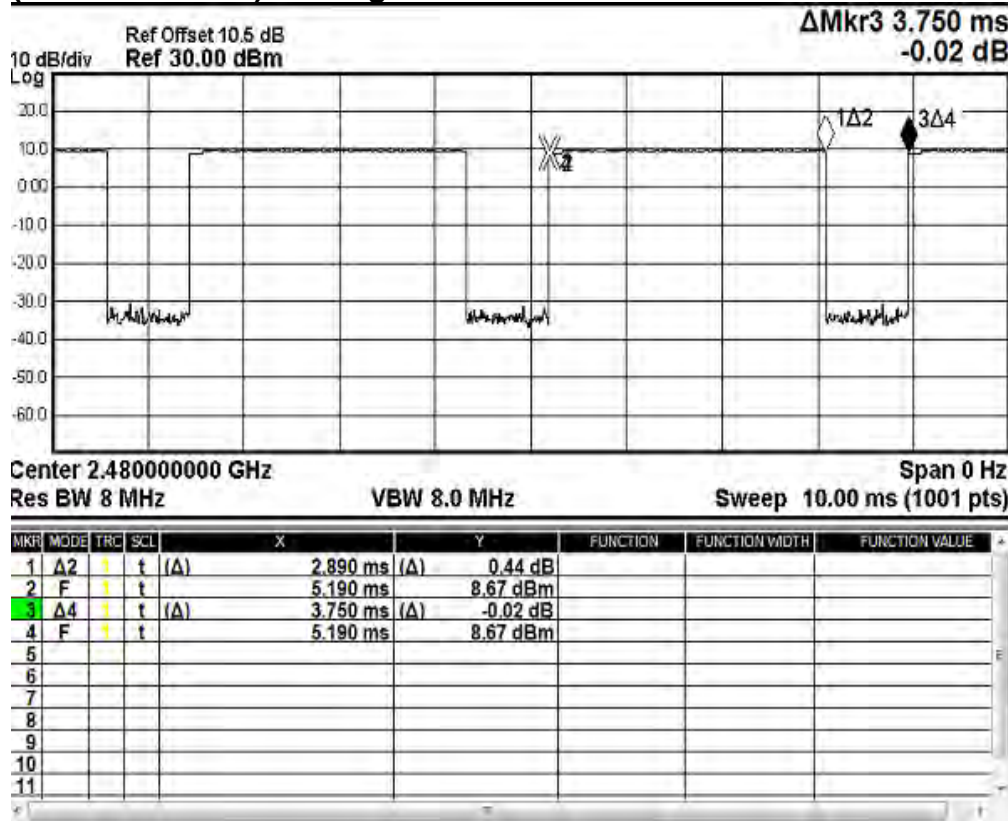 ΔMkr3 3.750 ms
-0.02 dB
Ref Offset 10.5 dB
10 dB/div Ref 30.00 dBm
Log
20.0
10.0
0.00
-10.0
-20.0
-30.0
-40.0
-50.0
-60.0
1Δ2
3Δ4
Center 2.480000000 GHz
Span 0 Hz
Res BW 8 MHz
VBW 8.0 MHz
Sweep 10.00 ms (1001 pts)
MKR MODE TRC SCL X Y FUNCTION FUNCTION WIDTH FUNCTION VALUE
1 Δ2 1 t (Δ) 2.890 ms (Δ) 0.44 dB
2 F 1 t 5.190 ms 8.67 dBm
3 Δ4 1 t (Δ) 3.750 ms (Δ) -0.02 dB
4 F 1 t 5.190 ms 8.67 dBm
5
6
7
8
9
10
11